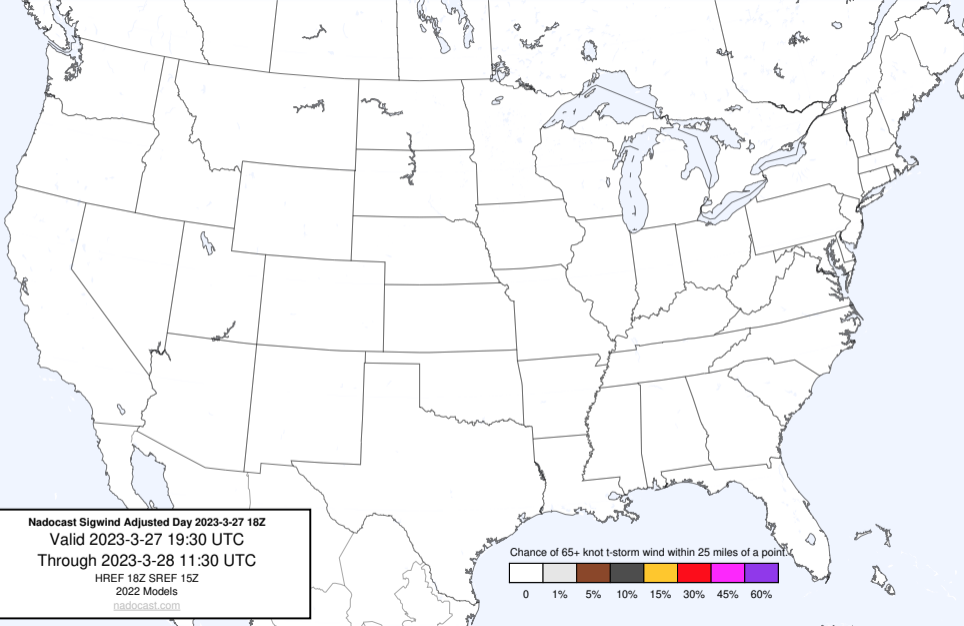 Nadocast Sigwind Adjusted Day 2023-3-27 18Z
Valid 2023-3-27 19:30 UTC
Through 2023-3-28 11:30 UTC
HREF 18Z SREF 15Z
2022 Models
nadocast.com
Chance of 65+ knot t-storm wind within 25 miles of a point.
0 1% 5% 10% 15% 30% 45% 60%